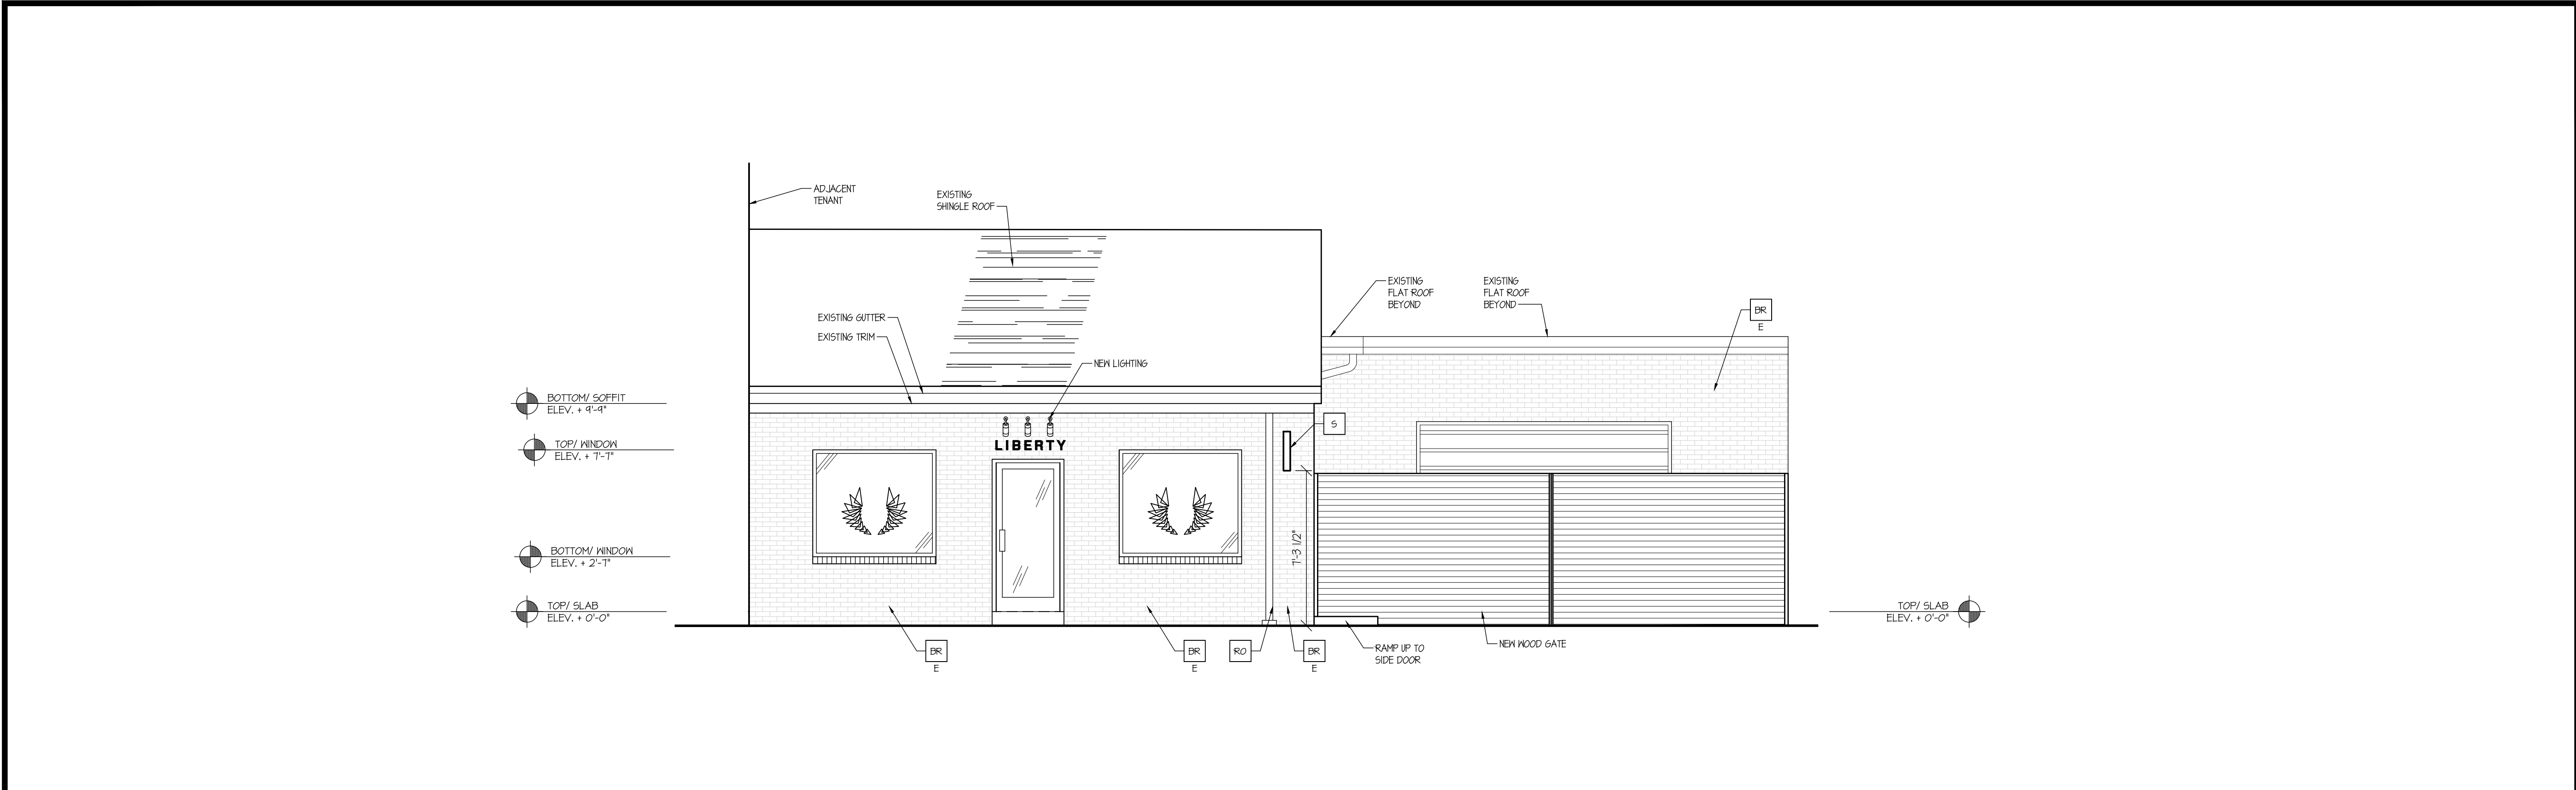 ADJACENT
TENANT
EXISTING
SHINGLE ROOF
EXISTING
FLAT ROOF
BEYOND
EXISTING
FLAT ROOF
BEYOND
BR
E
EXISTING GUTTER
EXISTING TRIM
NEW LIGHTING
BOTTOM/ SOFFIT
ELEV. + 9'-9"
TOP/ WINDOW
ELEV. + 7'-7"
LIBERTY
S
BOTTOM/ WINDOW
ELEV. + 2'-7"
7'-3 1/2"
TOP/ SLAB
ELEV. + 0'-0"
TOP/ SLAB
ELEV. + 0'-0"
BR
E
BR
E
RO
BR
E
RAMP UP TO
SIDE DOOR
NEW WOOD GATE